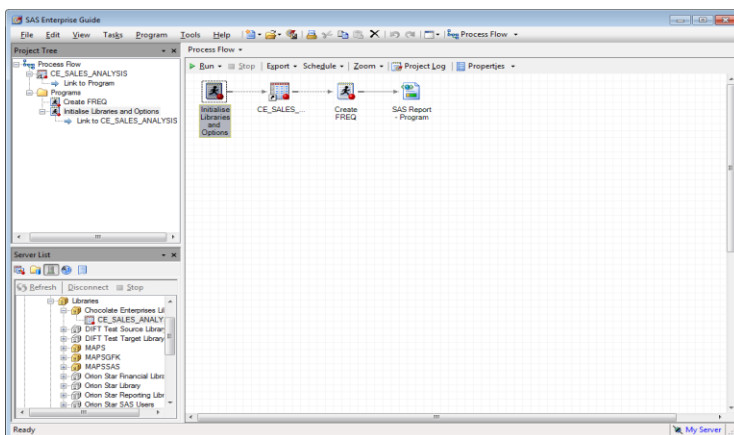 SAS Enterprise Guide
File Edit View Tasks Program Tools Help Process Flow
Project Tree
Process Flow
CE_SALES_ANALYSIS
Link to Program
Programs
Create FREQ
Initialise Libraries and Options
Link to CE_SALES_ANALYSIS
Process Flow
Run Stop Export Schedule Zoom Project Log Properties
Initialise Libraries and Options
CE_SALES_...
Create FREQ
SAS Report - Program
Server List
Refresh Disconnect Stop
Libraries
Chocolate Enterprises Li
CE_SALES_ANALY
DIFT Test Source Librar
DIFT Test Target Library
MAPS
MAPSGFK
MAPSSAS
Orion Star Financial Libra
Orion Star Library
Orion Star Reporting Libr
Orion Star SAS Users
Ready
My Server